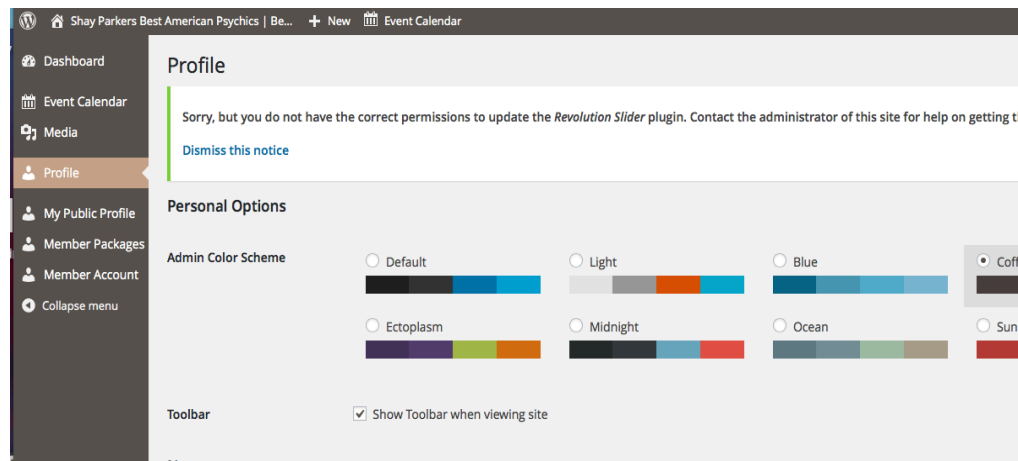 Shay Parkers Best American Psychics | Be... + New Event Calendar
Dashboard
Event Calendar
Media
Profile
My Public Profile
Member Packages
Member Account
Collapse menu
Profile
Sorry, but you do not have the correct permissions to update the Revolution Slider plugin. Contact the administrator of this site for help on getting
Dismiss this notice
Personal Options
Admin Color Scheme
Default Light Blue
Ectoplasm Midnight Ocean
Toolbar Show Toolbar when viewing site